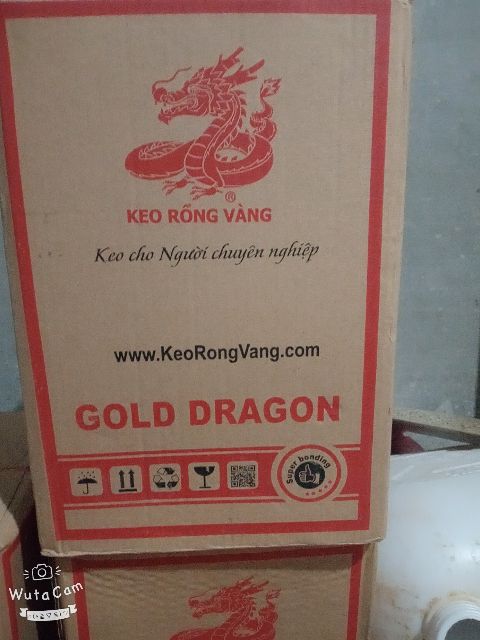 ®
KEO RỒNG VÀNG
Keo cho Người chuyên nghiệp
www.KeoRongVang.com
GOLD DRAGON
Super bonding
WutaCam